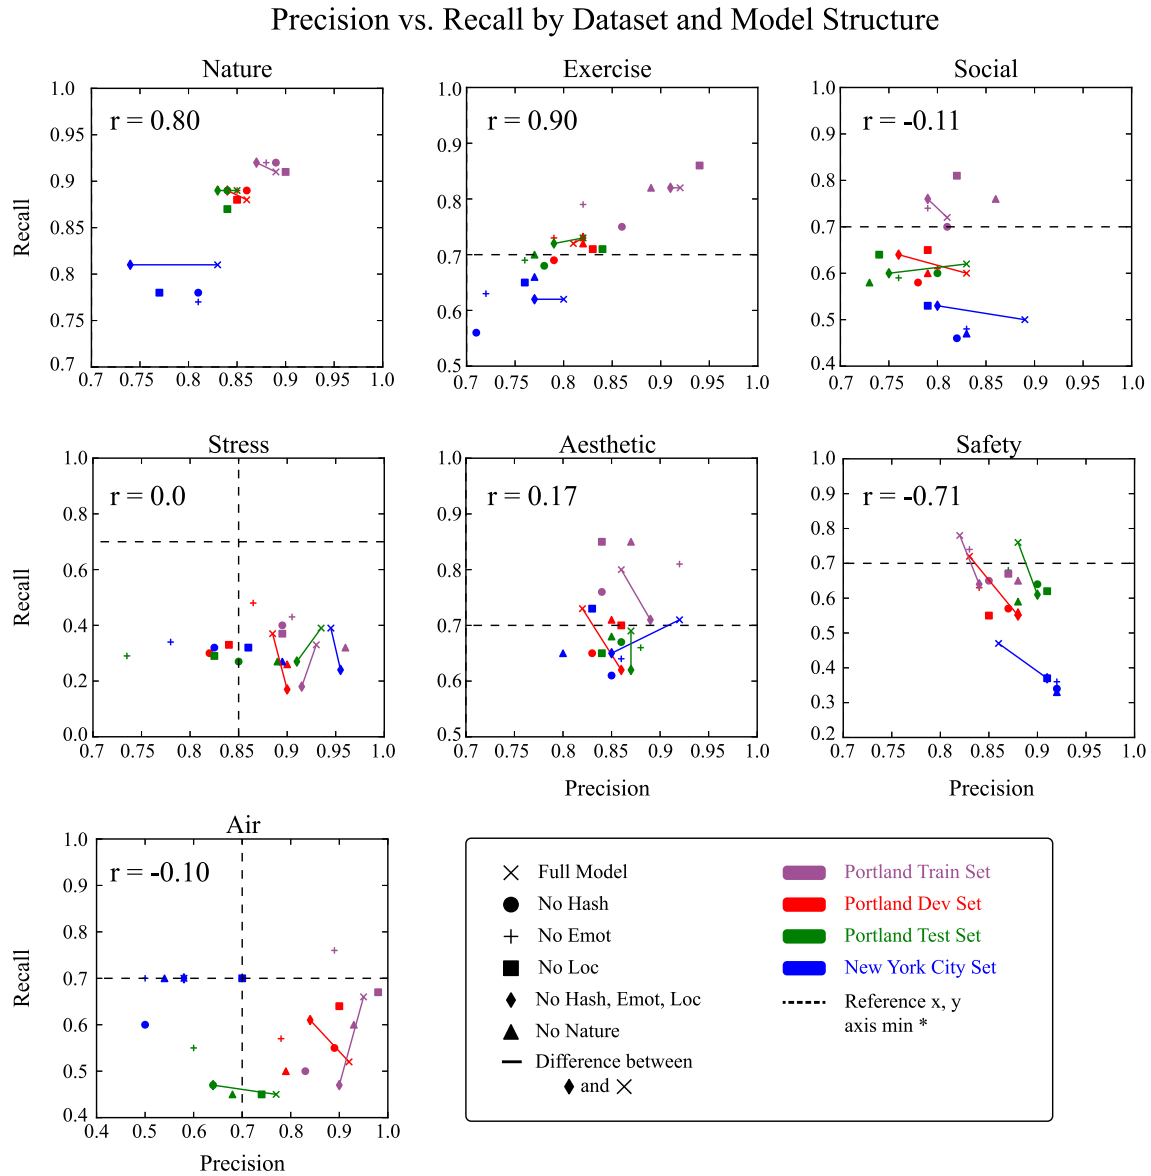 Precision vs. Recall by Dataset and Model Structure
Nature
r = 0.80
Recall
1.0
0.95
0.9
0.85
0.8
0.75
0.7
0.7 0.75 0.8 0.85 0.9 0.95 1.0
Exercise
r = 0.90
1.0
0.9
0.8
0.7
0.6
0.5
0.7 0.75 0.8 0.85 0.9 0.95 1.0
Social
r = -0.11
1.0
0.9
0.8
0.7
0.6
0.5
0.4
0.7 0.75 0.8 0.85 0.9 0.95 1.0
Stress
r = 0.0
Recall
1.0
0.8
0.6
0.4
0.2
0.0
0.7 0.75 0.8 0.85 0.9 0.95 1.0
Aesthetic
r = 0.17
1.0
0.9
0.8
0.7
0.6
0.5
0.7 0.75 0.8 0.85 0.9 0.95 1.0
Precision
Safety
r = -0.71
1.0
0.9
0.8
0.7
0.6
0.5
0.4
0.3
0.2
0.7 0.75 0.8 0.85 0.9 0.95 1.0
Precision
Air
r = -0.10
Recall
1.0
0.9
0.8
0.7
0.6
0.5
0.4
0.4 0.5 0.6 0.7 0.8 0.9 1.0
Precision
Full Model
No Hash
No Emot
No Loc
No Hash, Emot, Loc
No Nature
Difference between
and
Portland Train Set
Portland Dev Set
Portland Test Set
New York City Set
Reference x, y
axis min *